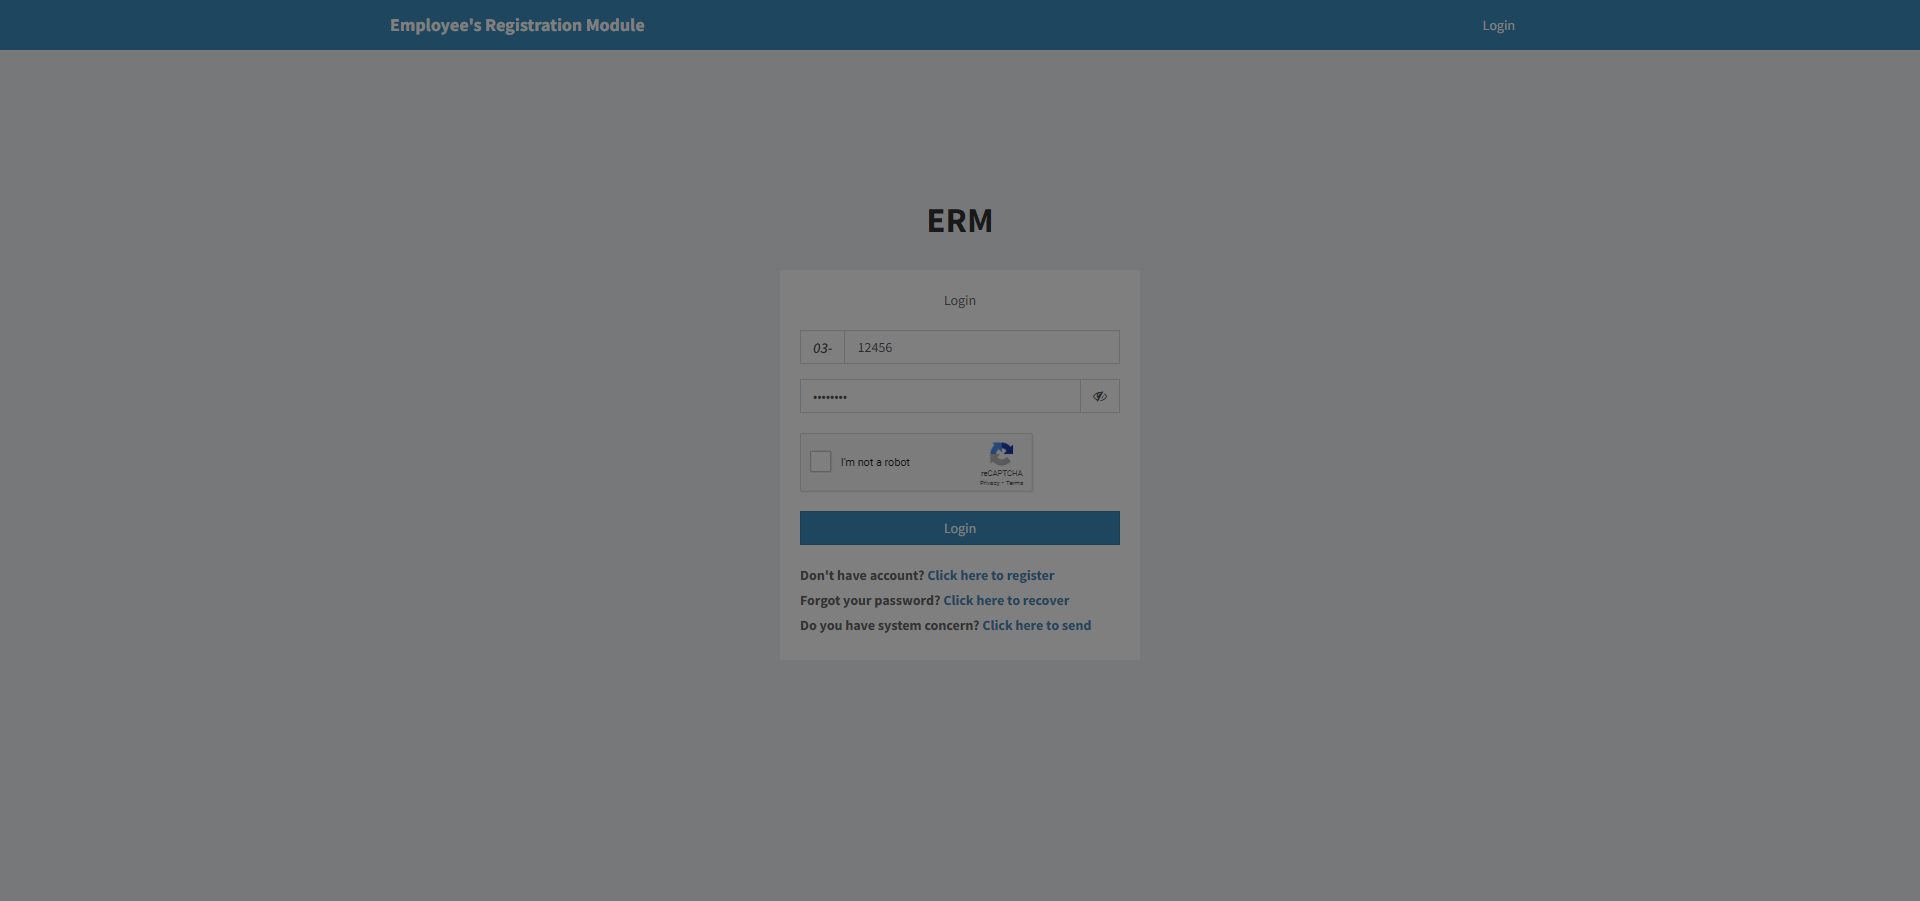 Employee's Registration Module
Login
ERM
Login
03-
12456
••••••••
I'm not a robot
reCAPTCHA
Privacy - Terms
Login
Don't have account? Click here to register
Forgot your password? Click here to recover
Do you have system concern? Click here to send